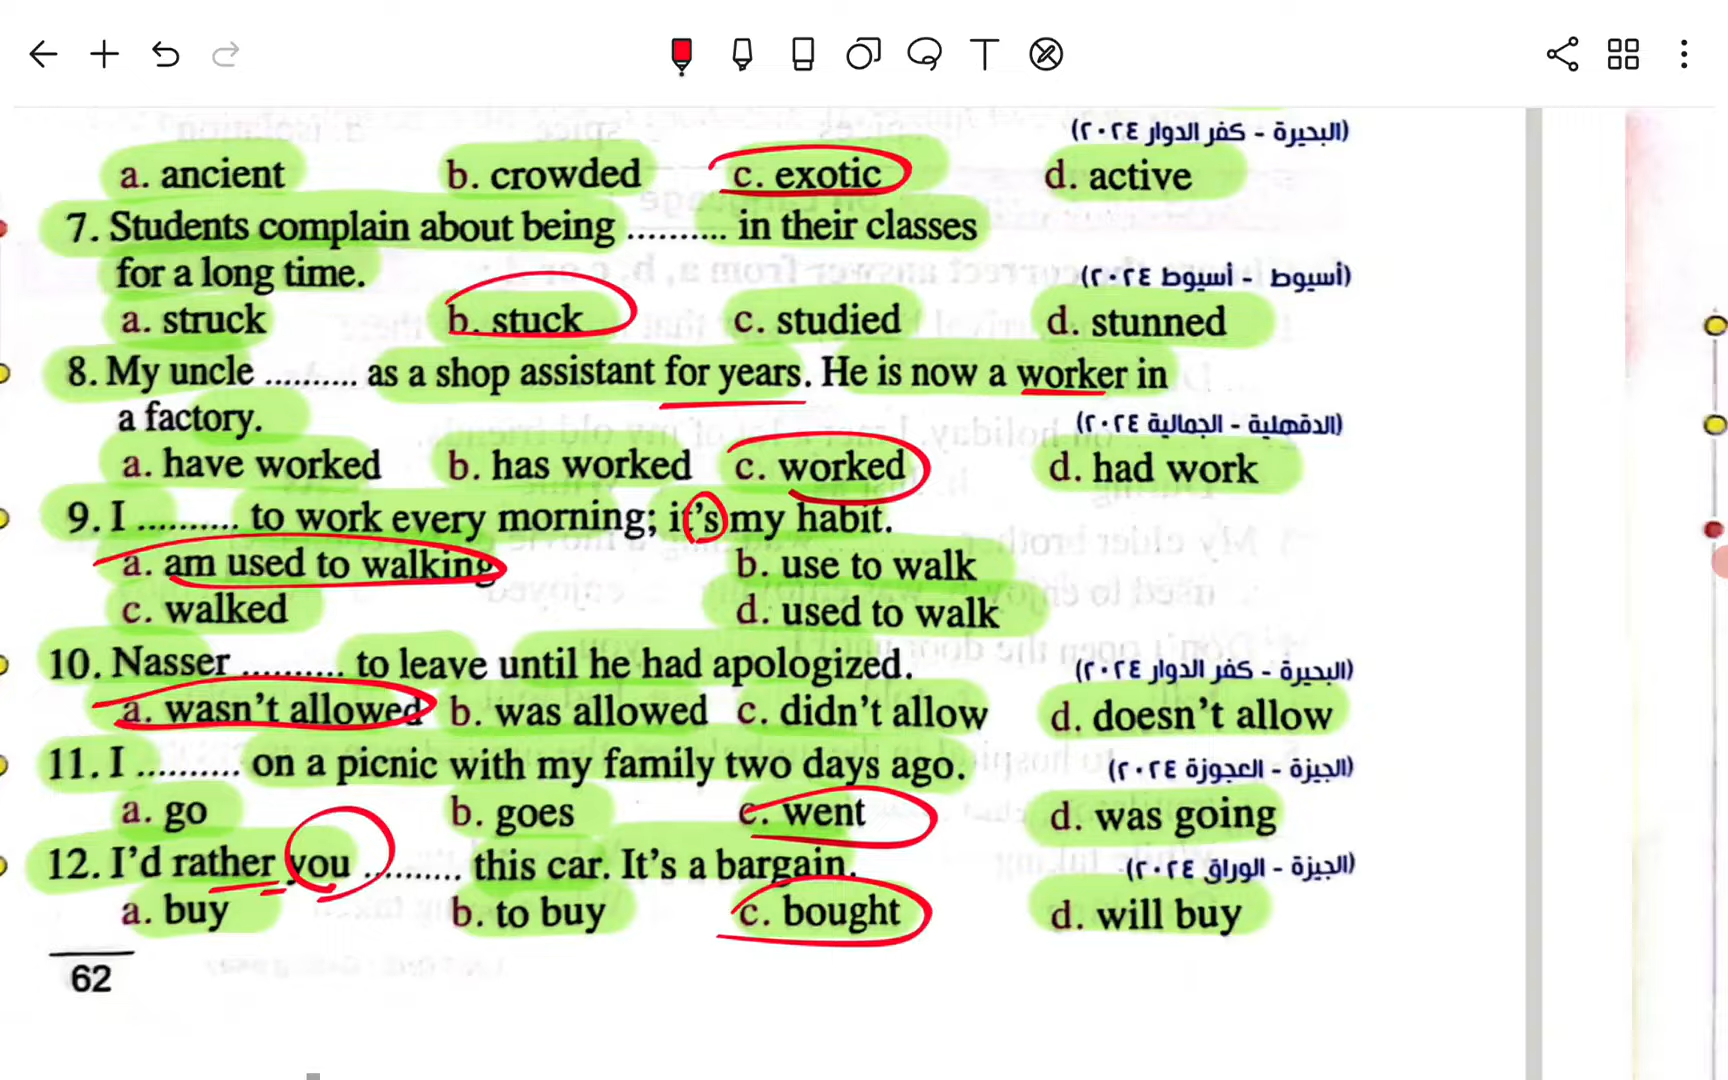 (البحيرة - كفر الدوار ٢٠٢٤)
a. ancient b. crowded c. exotic d. active
7. Students complain about being .......... in their classes
for a long time. (أسيوط - أسيوط ٢٠٢٤)
a. struck b. stuck c. studied d. stunned
8. My uncle .......... as a shop assistant for years. He is now a worker in
a factory. (الدقهلية - الجمالية ٢٠٢٤)
a. have worked b. has worked c. worked d. had work
9. I .......... to work every morning; it's my habit.
a. am used to walking b. use to walk
c. walked d. used to walk
10. Nasser .......... to leave until he had apologized. (البحيرة - كفر الدوار ٢٠٢٤)
a. wasn't allowed b. was allowed c. didn't allow d. doesn't allow
11. I .......... on a picnic with my family two days ago. (الجيزة - العجوزة ٢٠٢٤)
a. go b. goes c. went d. was going
12. I'd rather you .......... this car. It's a bargain. (الجيزة - الوراق ٢٠٢٤)
a. buy b. to buy c. bought d. will buy
62